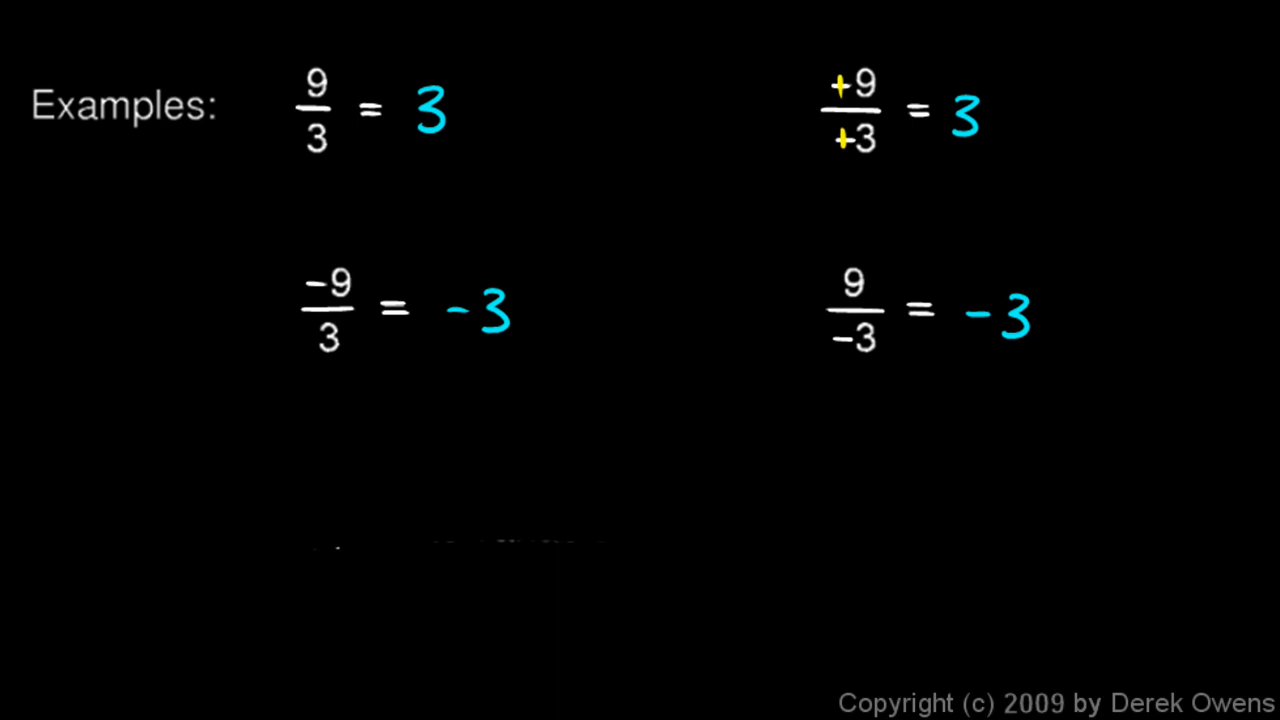 Examples: 9/3 = 3
+9/+3 = 3
-9/3 = -3
9/-3 = -3
Copyright (c) 2009 by Derek Owens